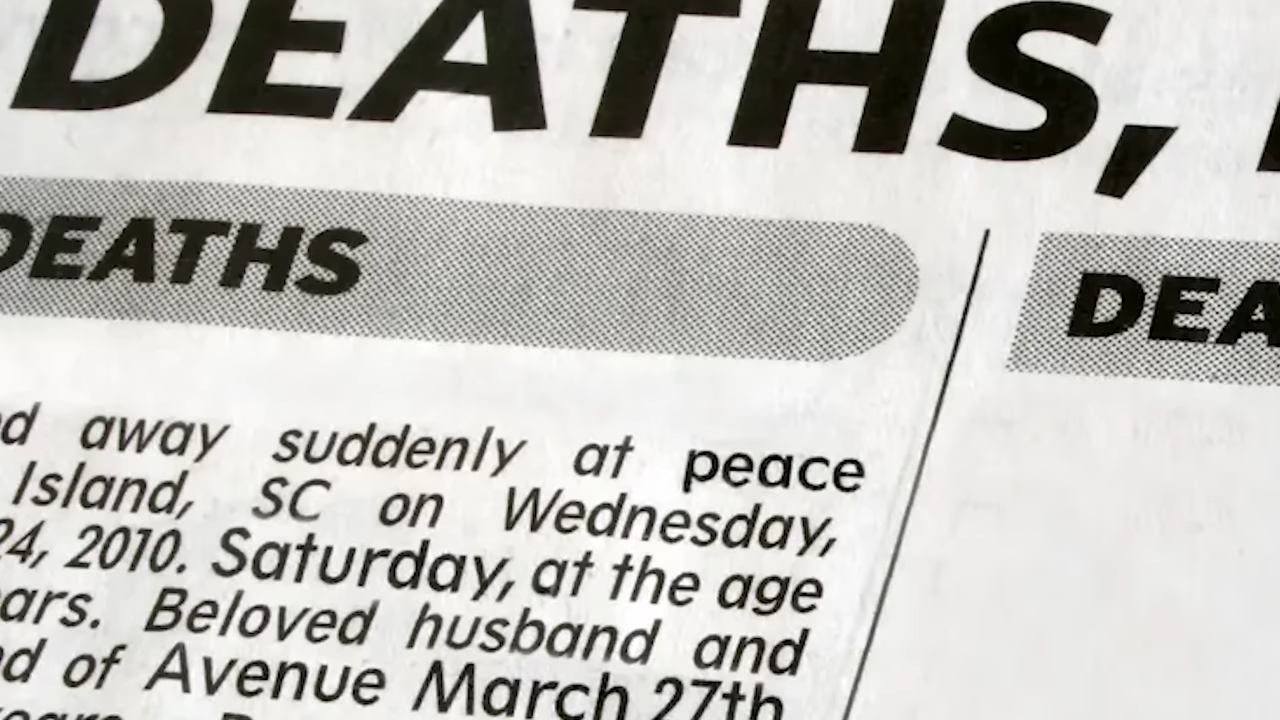 DEATHS,
DEATHS
DEA
away suddenly at peace
Island, SC on Wednesday,
24, 2010. Saturday, at the age
ars. Beloved husband and
of Avenue March 27th